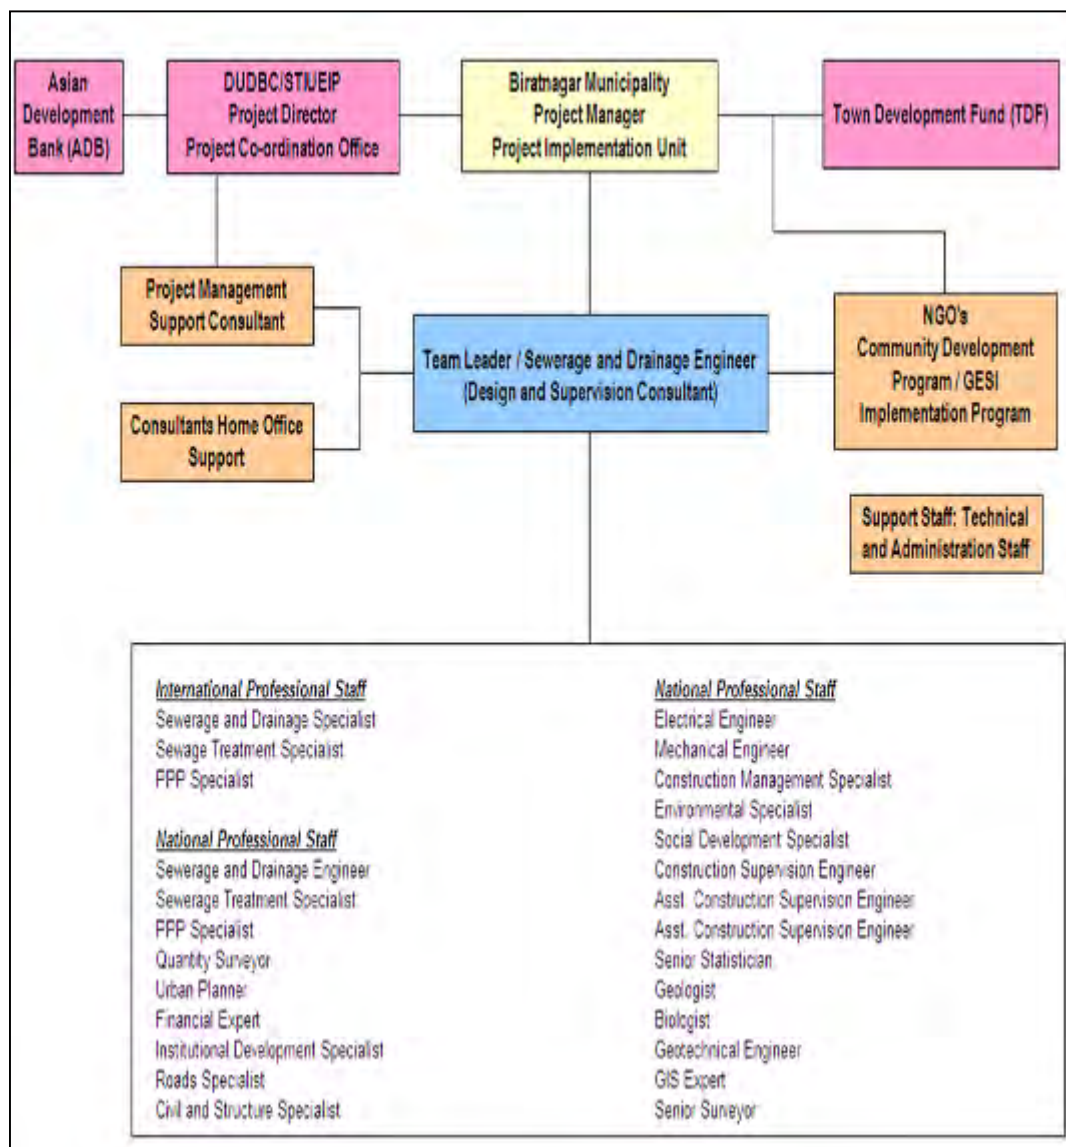 Asian
Development
Bank (ADB)
DUDBC/STIUEIP
Project Director
Project Co-ordination Office
Biratnagar Municipality
Project Manager
Project Implementation Unit
Town Development Fund (TDF)
Project Management
Support Consultant
Consultants Home Office
Support
Team Leader / Sewerage and Drainage Engineer
(Design and Supervision Consultant)
NGO's
Community Development
Program / GESI
Implementation Program
Support Staff: Technical
and Administration Staff
International Professional Staff
Sewerage and Drainage Specialist
Sewage Treatment Specialist
PPP Specialist
National Professional Staff
Sewerage and Drainage Engineer
Sewerage Treatment Specialist
PPP Specialist
Quantity Surveyor
Urban Planner
Financial Expert
Institutional Development Specialist
Roads Specialist
Civil and Structure Specialist
National Professional Staff
Electrical Engineer
Mechanical Engineer
Construction Management Specialist
Environmental Specialist
Social Development Specialist
Construction Supervision Engineer
Asst. Construction Supervision Engineer
Asst. Construction Supervision Engineer
Senior Statistician
Geologist
Biologist
Geotechnical Engineer
GIS Expert
Senior Surveyor